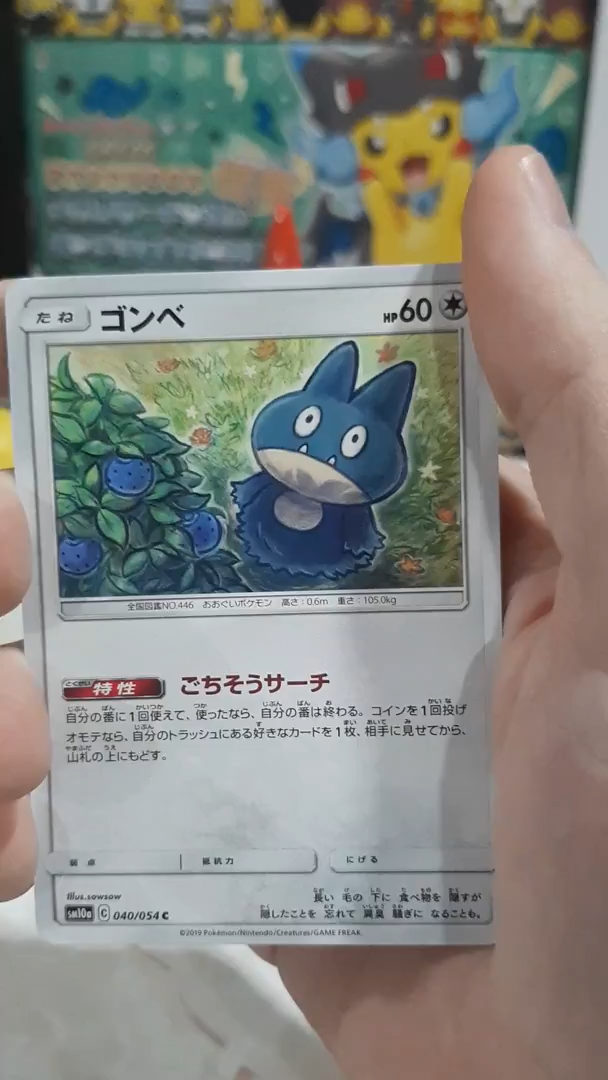 たね ゴンベ HP60
全国図鑑NO.446 おおぐいポケモン 高さ:0.6m 重さ:105.0kg
とくせい
特性 ごちそうサーチ
自分の番に1回使えて、使ったなら、自分の番は終わる。コインを1回投げ
オモテなら、自分のトラッシュにある好きなカードを1枚、相手に見せてから、
山札の上にもどす。
弱点 抵抗力 にげる
Illus.sowsow
長い 毛の 下に 食べ物を 隠すが
隠したことを 忘れて 異臭 騒ぎに なることも。
sm10a C 040/054 C
©2019 Pokémon/Nintendo/Creatures/GAME FREAK.